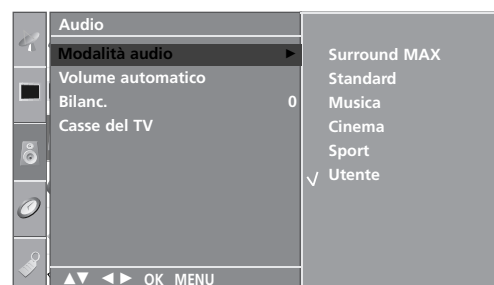 Audio
Modalità audio ►
Volume automatico
Bilanc. 0
Casse del TV
▲▼ ◄► OK MENU
Surround MAX
Standard
Musica
Cinema
Sport
√ Utente